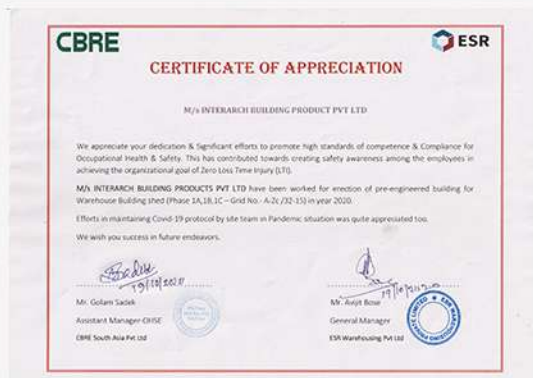 CBRE
ESR
CERTIFICATE OF APPRECIATION
M/s INTERARCH BUILDING PRODUCT PVT LTD
We appreciate your dedication & Significant efforts to promote high standards of competence & Compliance for
Occupational Health & Safety. This has contributed towards creating safety awareness among the employees in
achieving the organizational goal of Zero Loss Time Injury (LTI).
M/s INTERARCH BUILDING PRODUCTS PVT LTD have been worked for erection of pre-engineered building for
Warehouse Building shed (Phase 1A,1B,1C – Grid No.- A-2c /32-15) in year 2020.
Efforts in maintaining Covid-19 protocol by site team in Pandemic situation was quite appreciated too.
We wish you success in future endeavors.
Mr. Golam Sadek
Mr. Avijit Bose
Assistant Manager-OHSE
General Manager
CBRE South Asia Pvt Ltd
ESR Warehousing Pvt Ltd